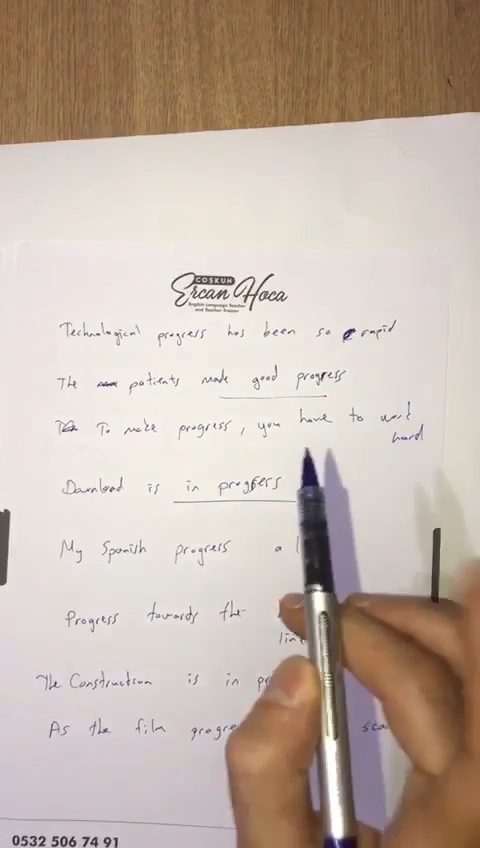 COŞKUN
Ercan Hoca
English Language Teacher
and Teacher Trainer
Technological progress has been so rapid
The patients made good progress
To make progress, you have to work
hard
Download is in progress
My Spanish progress a
Progress towards the
line
The Construction is in
As the film
0532 506 74 91